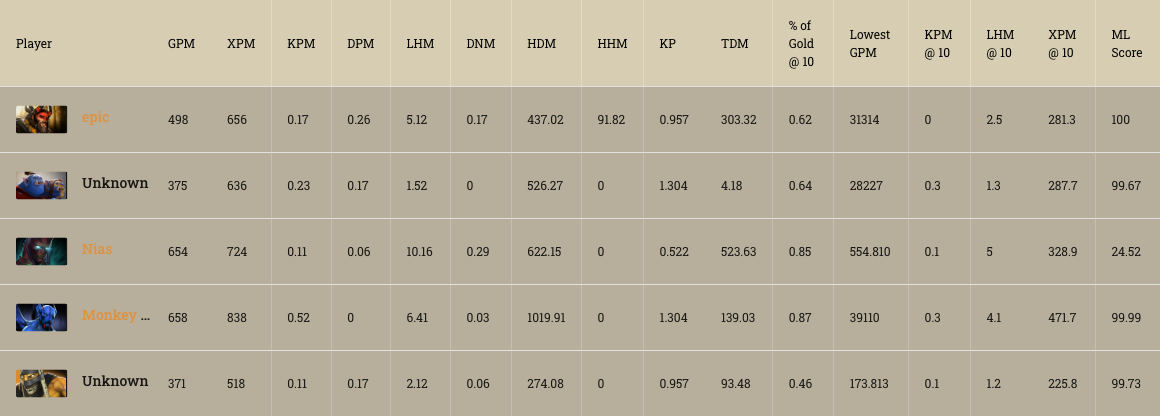 Player GPM XPM KPM DPM LHM DNM HDM HHM KP TDM % of Gold @ 10 Lowest GPM KPM @ 10 LHM @ 10 XPM @ 10 ML Score
epic 498 656 0.17 0.26 5.12 0.17 437.02 91.82 0.957 303.32 0.62 31314 0 2.5 281.3 100
Unknown 375 636 0.23 0.17 1.52 0 526.27 0 1.304 4.18 0.64 28227 0.3 1.3 287.7 99.67
Nias 654 724 0.11 0.06 10.16 0.29 622.15 0 0.522 523.63 0.85 554.810 0.1 5 328.9 24.52
Monkey ... 658 838 0.52 0 6.41 0.03 1019.91 0 1.304 139.03 0.87 39110 0.3 4.1 471.7 99.99
Unknown 371 518 0.11 0.17 2.12 0.06 274.08 0 0.957 93.48 0.46 173.813 0.1 1.2 225.8 99.73